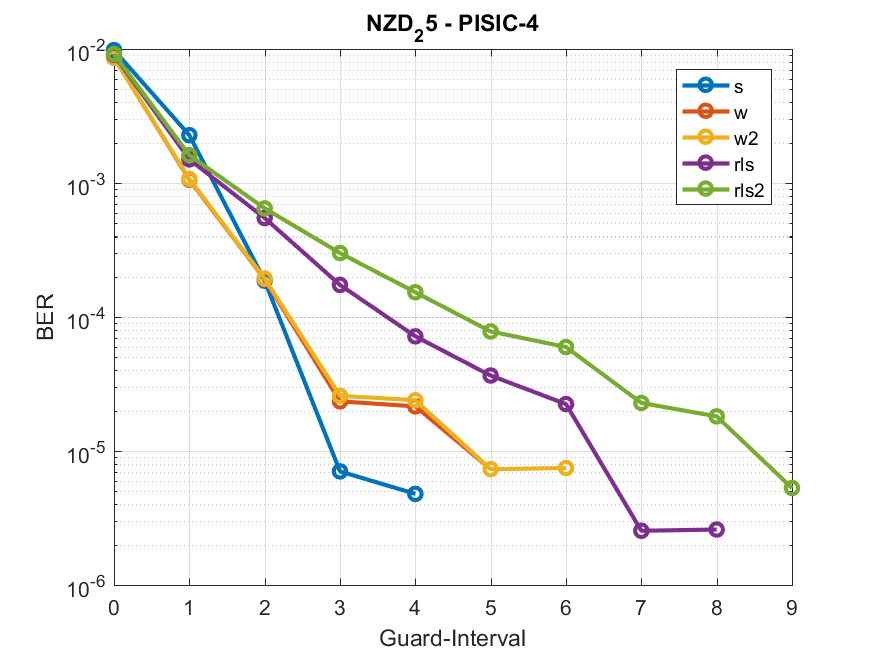 NZD₂5 - PISIC-4
10⁻²
10⁻³
10⁻⁴
10⁻⁵
10⁻⁶
BER
0 1 2 3 4 5 6 7 8 9
Guard-Interval
s
w
w2
rls
rls2